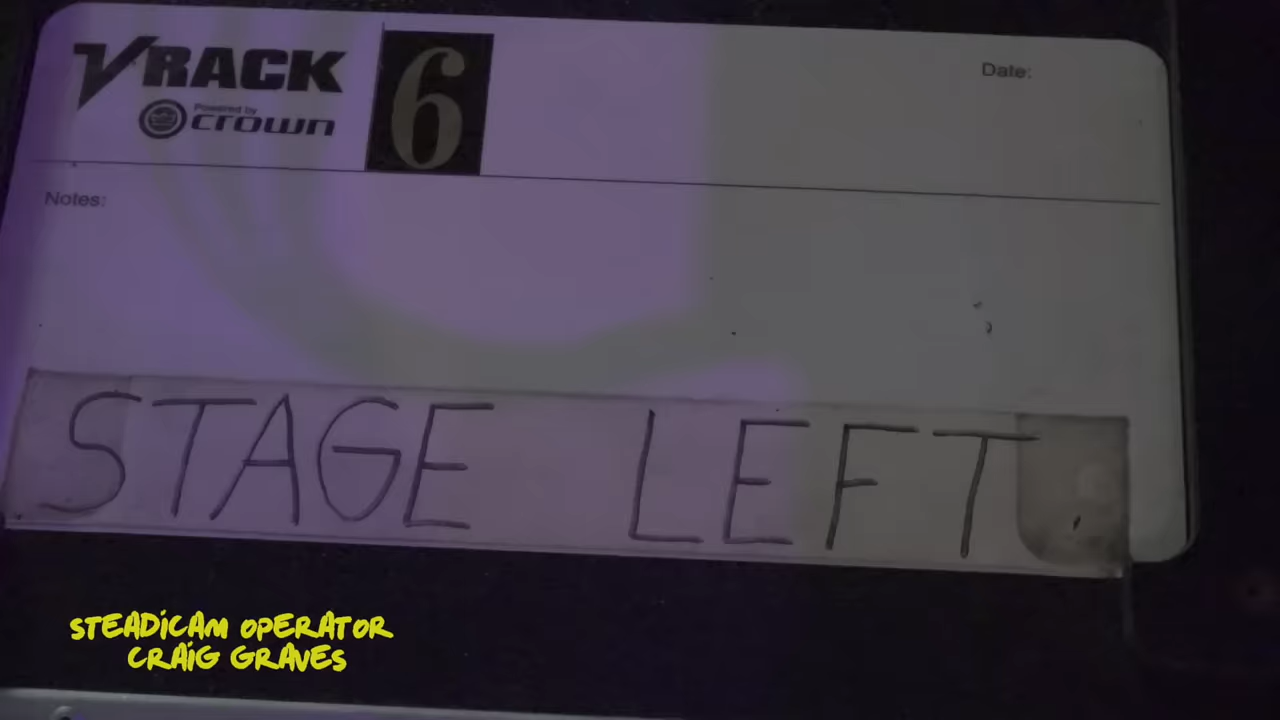 VRACK
Powered by
crown
6
Date:
Notes:
STAGE LEFT
STEADICAM OPERATOR
CRAIG GRAVES